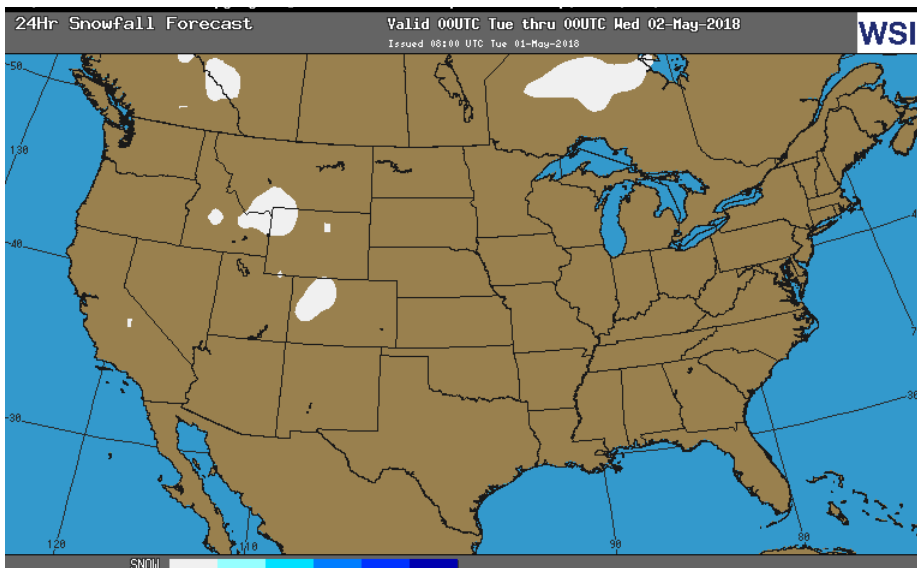 24Hr Snowfall Forecast
Valid 00UTC Tue thru 00UTC Wed 02-May-2018
Issued 08:00 UTC Tue 01-May-2018
WSI
50
130
40
30
30
120
110
90
80
SNOW